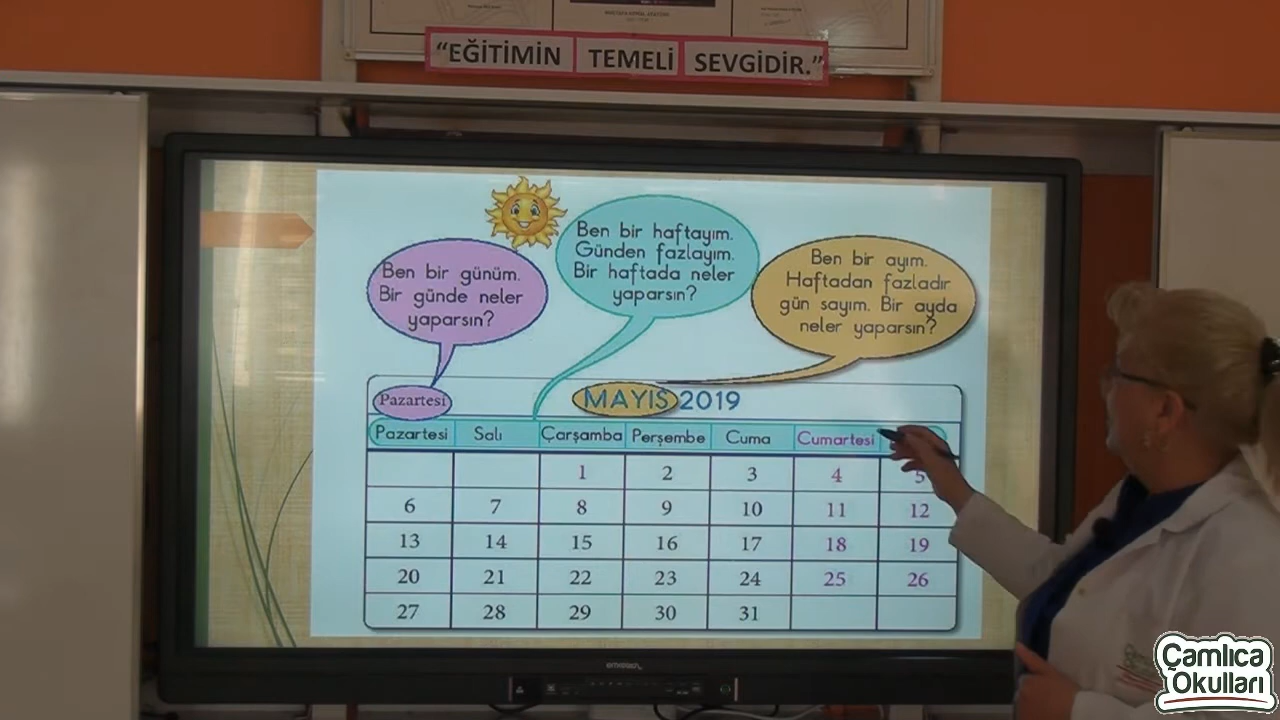 "EĞİTİMİN TEMELİ SEVGİDİR."
Ben bir günüm.
Bir günde neler
yaparsın?
Ben bir haftayım.
Günden fazlayım.
Bir haftada neler
yaparsın?
Ben bir ayım.
Haftadan fazladır
gün sayım. Bir ayda
neler yaparsın?
Pazartesi
MAYIS 2019
Pazartesi Salı Çarşamba Perşembe Cuma Cumartesi
1 2 3 4 5
6 7 8 9 10 11 12
13 14 15 16 17 18 19
20 21 22 23 24 25 26
27 28 29 30 31
Çamlıca
Okulları